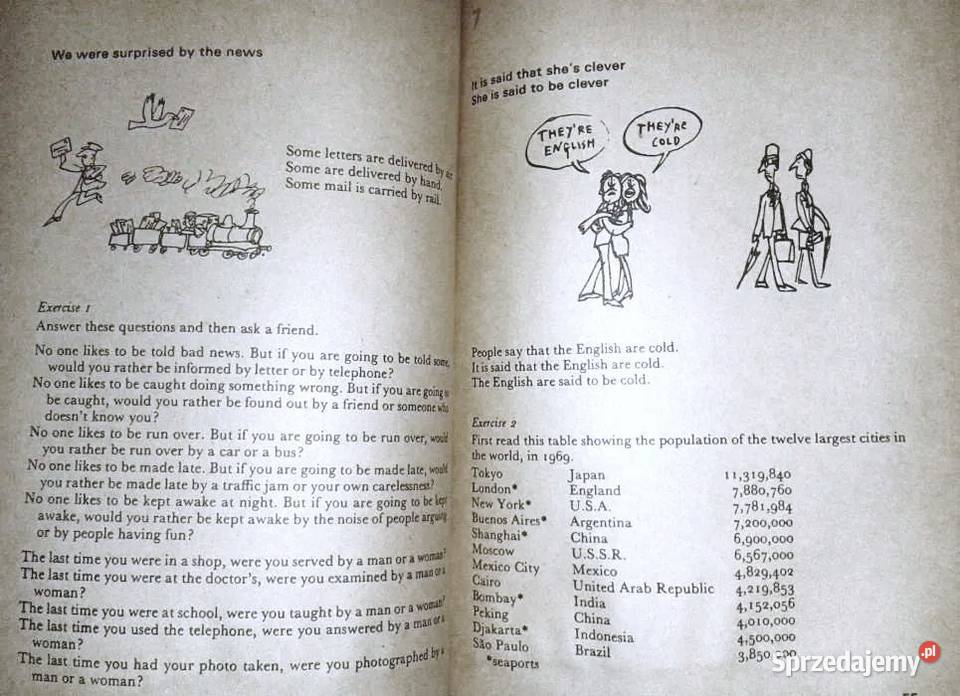 We were surprised by the news
Some letters are delivered by air
Some are delivered by hand.
Some mail is carried by rail.
Exercise 1
Answer these questions and then ask a friend.
No one likes to be told bad news. But if you are going to be told some,
would you rather be informed by letter or by telephone?
No one likes to be caught doing something wrong. But if you are going to
be caught, would you rather be found out by a friend or someone who
doesn't know you?
No one likes to be run over. But if you are going to be run over, would
you rather be run over by a car or a bus?
No one likes to be made late. But if you are going to be made late, would
you rather be made late by a traffic jam or your own carelessness?
No one likes to be kept awake at night. But if you are going to be kept
awake, would you rather be kept awake by the noise of people arguing
or by people having fun?
The last time you were in a shop, were you served by a man or a woman?
The last time you were at the doctor's, were you examined by a man or a
woman?
The last time you were at school, were you taught by a man or a woman?
The last time you used the telephone, were you answered by a man or a
woman?
The last time you had your photo taken, were you photographed by a
man or a woman?
7
It is said that she's clever
She is said to be clever
THEY'RE
ENGLISH
THEY'RE
COLD
People say that the English are cold.
It is said that the English are cold.
The English are said to be cold.
Exercise 2
First read this table showing the population of the twelve largest cities in
the world, in 1969.
Tokyo Japan 11,319,840
London* England 7,880,760
New York* U.S.A. 7,781,984
Buenos Aires* Argentina 7,200,000
Shanghai* China 6,900,000
Moscow U.S.S.R. 6,567,000
Mexico City Mexico 4,829,402
Cairo United Arab Republic 4,219,853
Bombay* India 4,152,056
Peking China 4,010,000
Djakarta* Indonesia 4,500,000
São Paulo Brazil 3,850,000
*seaports
Sprzedajemy.pl